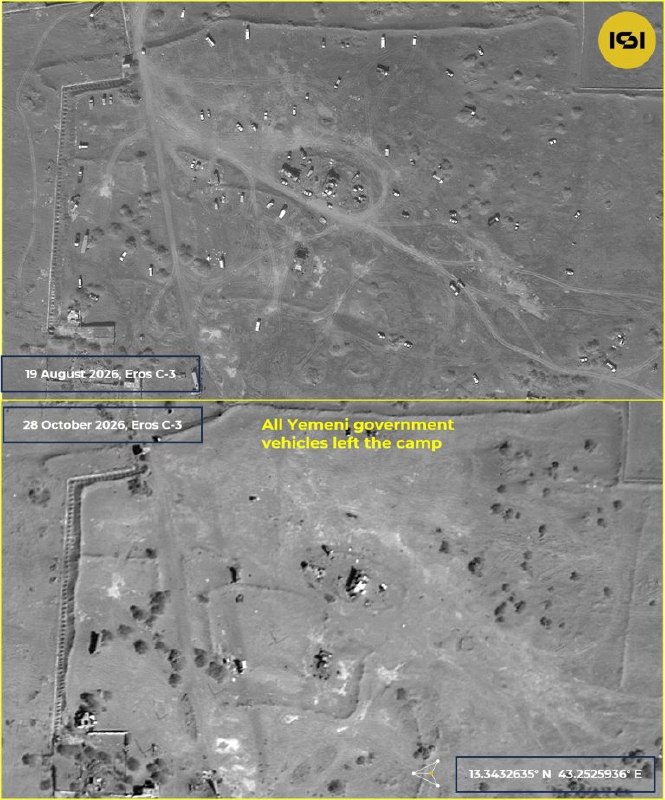 ISI
19 August 2026, Eros C-3
28 October 2026, Eros C-3
All Yemeni government
vehicles left the camp
13.3432635° N 43.2525936° E